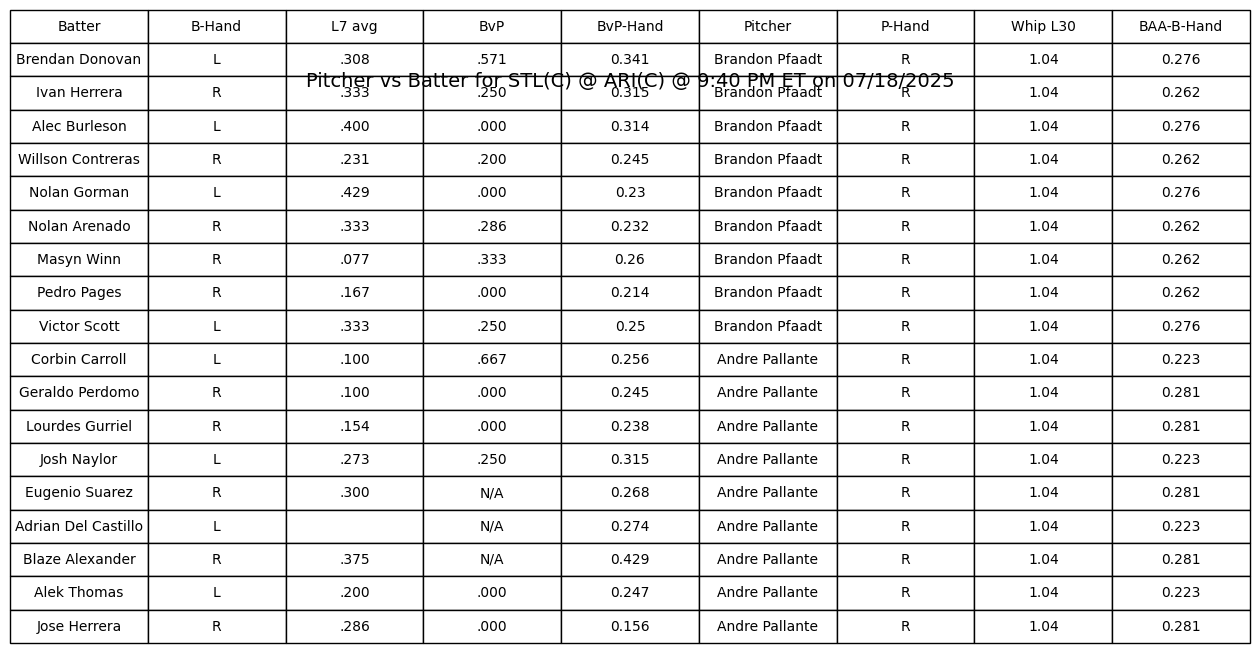 Batter B-Hand L7 avg BvP BvP-Hand Pitcher P-Hand Whip L30 BAA-B-Hand
Brendan Donovan L .308 .571 0.341 Brandon Pfaadt R 1.04 0.276
Pitcher vs Batter for STL(C) @ ARI(C) @ 9:40 PM ET on 07/18/2025
Ivan Herrera R .333 .250 0.315 Brandon Pfaadt R 1.04 0.262
Alec Burleson L .400 .000 0.314 Brandon Pfaadt R 1.04 0.276
Willson Contreras R .231 .200 0.245 Brandon Pfaadt R 1.04 0.262
Nolan Gorman L .429 .000 0.23 Brandon Pfaadt R 1.04 0.276
Nolan Arenado R .333 .286 0.232 Brandon Pfaadt R 1.04 0.262
Masyn Winn R .077 .333 0.26 Brandon Pfaadt R 1.04 0.262
Pedro Pages R .167 .000 0.214 Brandon Pfaadt R 1.04 0.262
Victor Scott L .333 .250 0.25 Brandon Pfaadt R 1.04 0.276
Corbin Carroll L .100 .667 0.256 Andre Pallante R 1.04 0.223
Geraldo Perdomo R .100 .000 0.245 Andre Pallante R 1.04 0.281
Lourdes Gurriel R .154 .000 0.238 Andre Pallante R 1.04 0.281
Josh Naylor L .273 .250 0.315 Andre Pallante R 1.04 0.223
Eugenio Suarez R .300 N/A 0.268 Andre Pallante R 1.04 0.281
Adrian Del Castillo L N/A 0.274 Andre Pallante R 1.04 0.223
Blaze Alexander R .375 N/A 0.429 Andre Pallante R 1.04 0.281
Alek Thomas L .200 .000 0.247 Andre Pallante R 1.04 0.223
Jose Herrera R .286 .000 0.156 Andre Pallante R 1.04 0.281